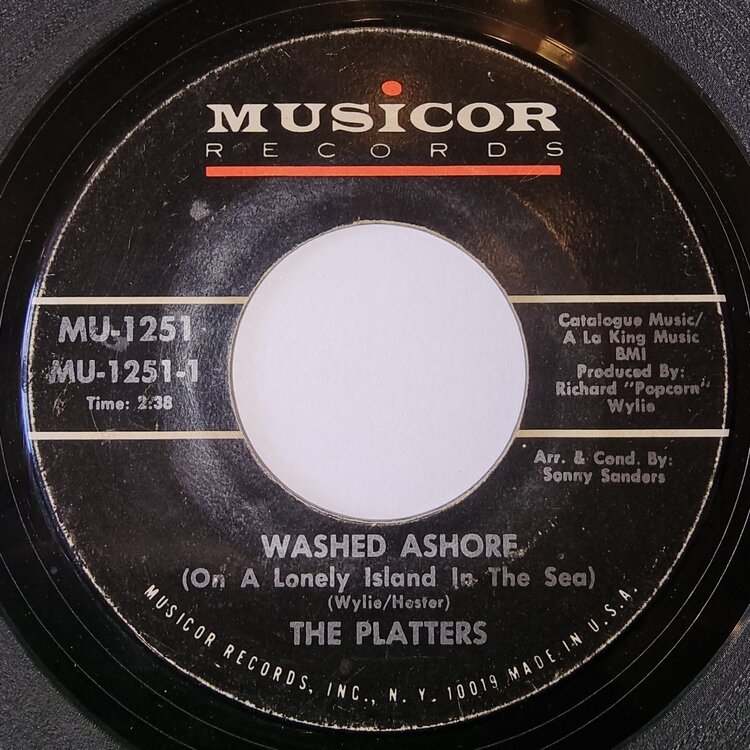 MUSICOR
RECORDS
MU-1251
MU-1251-1
Time: 2:38
Catalogue Music/
A La King Music
BMI
Produced By:
Richard "Popcorn"
Wylie
Arr. & Cond. By:
Sonny Sanders
WASHED ASHORE
(On A Lonely Island In The Sea)
(Wylie/Hester)
THE PLATTERS
MUSICOR RECORDS, INC., N. Y. 10019 MADE IN U.S.A.